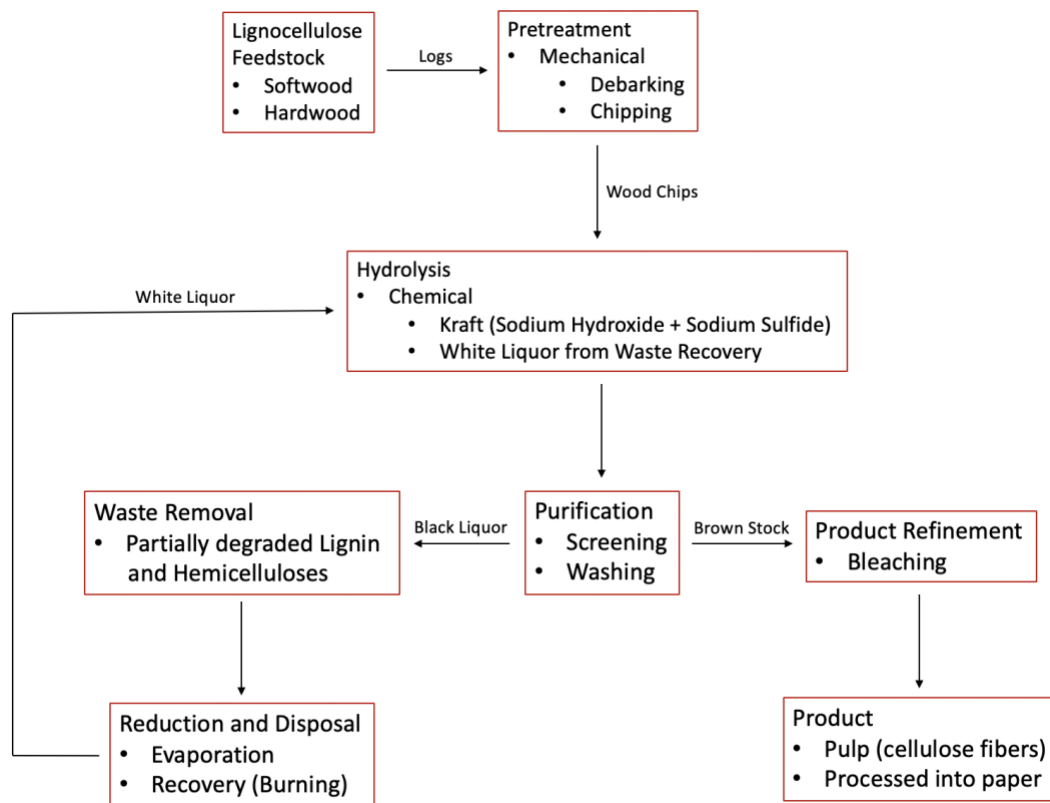 Lignocellulose
Feedstock
• Softwood
• Hardwood
Logs
Pretreatment
• Mechanical
• Debarking
• Chipping
Wood Chips
Hydrolysis
• Chemical
• Kraft (Sodium Hydroxide + Sodium Sulfide)
• White Liquor from Waste Recovery
White Liquor
Waste Removal
• Partially degraded Lignin
and Hemicelluloses
Black Liquor
Purification
• Screening
• Washing
Brown Stock
Product Refinement
• Bleaching
Reduction and Disposal
• Evaporation
• Recovery (Burning)
Product
• Pulp (cellulose fibers)
• Processed into paper